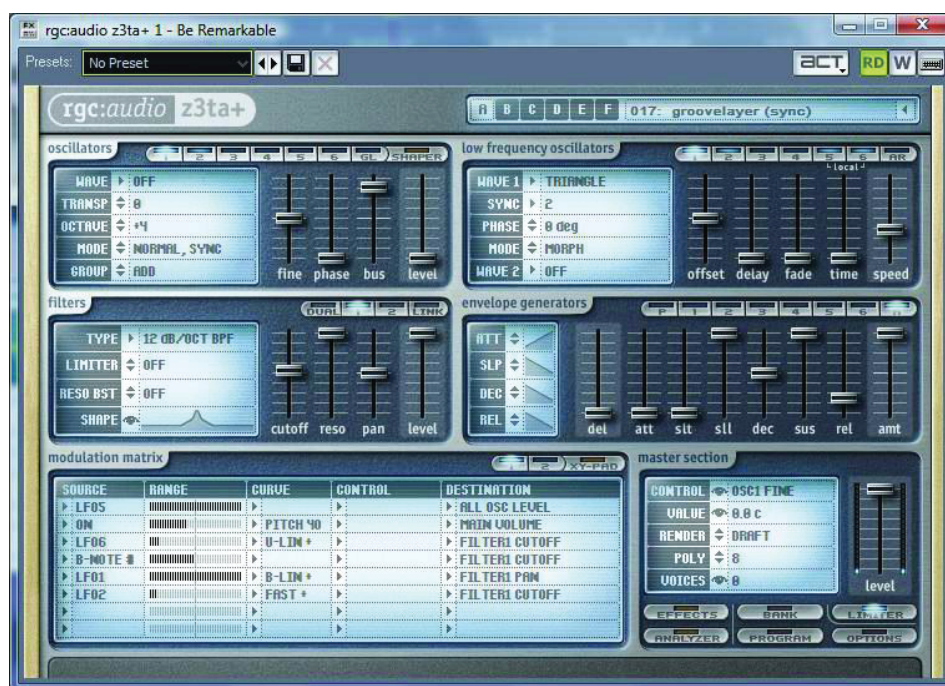 rgc:audio z3ta+ 1 - Be Remarkable
Presets: No Preset ACT RD W
rgc:audio z3ta+
A B C D E F 017: groovelayer (sync)
oscillators 1 2 3 4 5 6 GL SHAPER
WAVE OFF
TRANSP 0
OCTAVE +4
MODE NORMAL, SYNC
GROUP ADD
fine phase bus level
low frequency oscillators 1 2 3 4 5 6 AR
local
WAVE 1 TRIANGLE
SYNC 2
PHASE 0 deg
MODE MORPH
WAVE 2 OFF
offset delay fade time speed
filters DUAL 1 2 LINK
TYPE 12 dB/OCT BPF
LIMITER OFF
RESO BST OFF
SHAPE
cutoff reso pan level
envelope generators P 1 2 3 4 5 6
ATT
SLP
DEC
REL
del att slt sll dec sus rel amt
modulation matrix 1 2 XY-PAD
SOURCE RANGE CURVE CONTROL DESTINATION
LFO5 ALL OSC LEVEL
ON PITCH 40 MAIN VOLUME
LFO6 U-LIN + FILTER1 CUTOFF
B-NOTE # FILTER1 CUTOFF
LFO1 B-LIN + FILTER1 PAN
LFO2 FAST + FILTER1 CUTOFF
master section
CONTROL OSC1 FINE
VALUE 0.0 c
RENDER DRAFT
POLY 8
VOICES 0
level
EFFECTS BANK LIMITER
ANALYZER PROGRAM OPTIONS